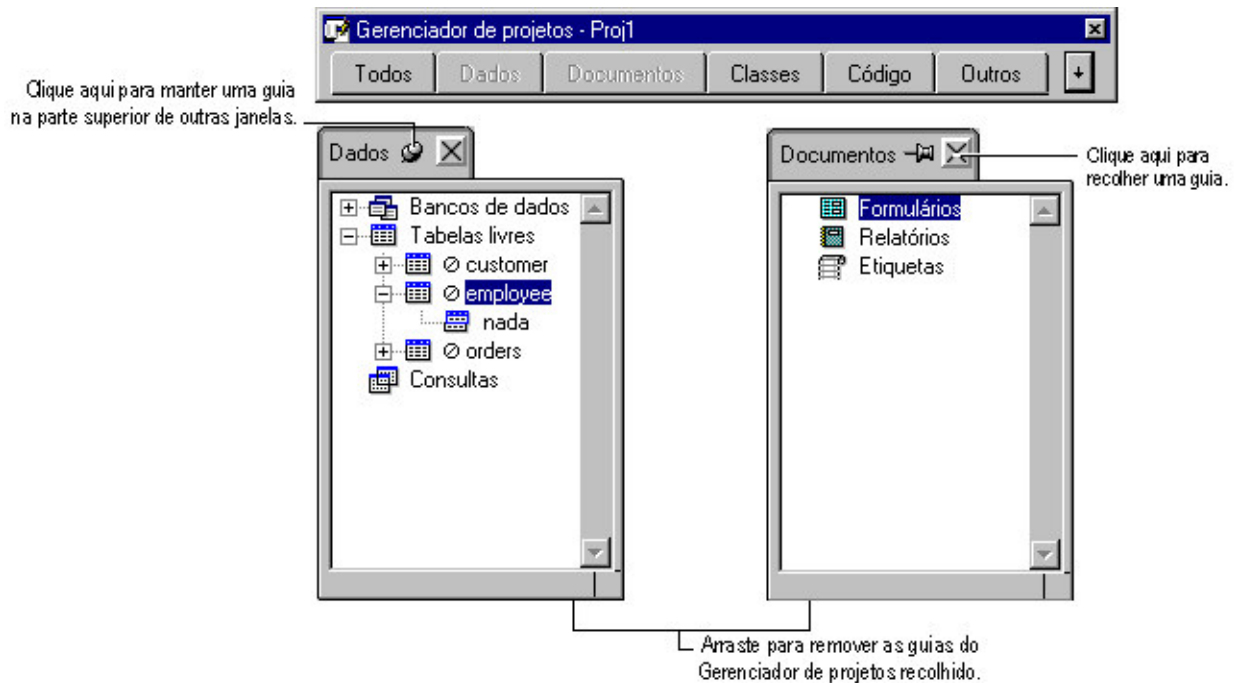 Gerenciador de projetos - Proj1
Todos Dados Documentos Classes Código Outros
Clique aqui para manter uma guia
na parte superior de outras janelas.
Dados
Bancos de dados
Tabelas livres
customer
employee
nada
orders
Consultas
Documentos
Formulários
Relatórios
Etiquetas
Clique aqui para
recolher uma guia.
Arraste para remover as guias do
Gerenciador de projetos recolhido.